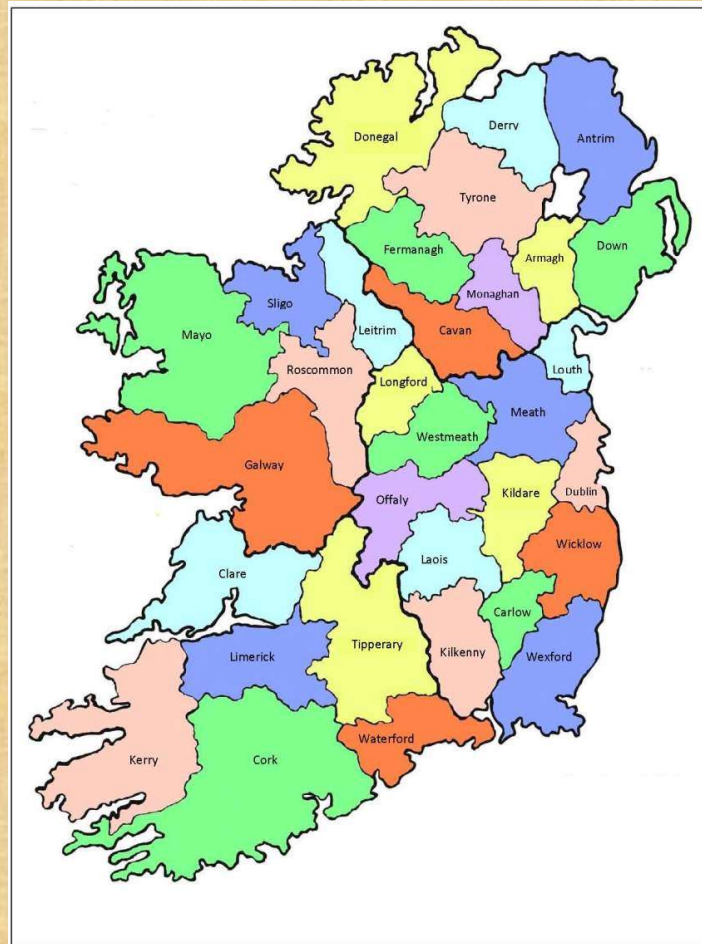 Donegal
Derry
Antrim
Tyrone
Fermanagh
Armagh
Down
Monaghan
Sligo
Leitrim
Cavan
Mayo
Roscommon
Longford
Louth
Meath
Westmeath
Galway
Offaly
Kildare
Dublin
Wicklow
Laois
Clare
Carlow
Limerick
Tipperary
Kilkenny
Wexford
Waterford
Kerry
Cork